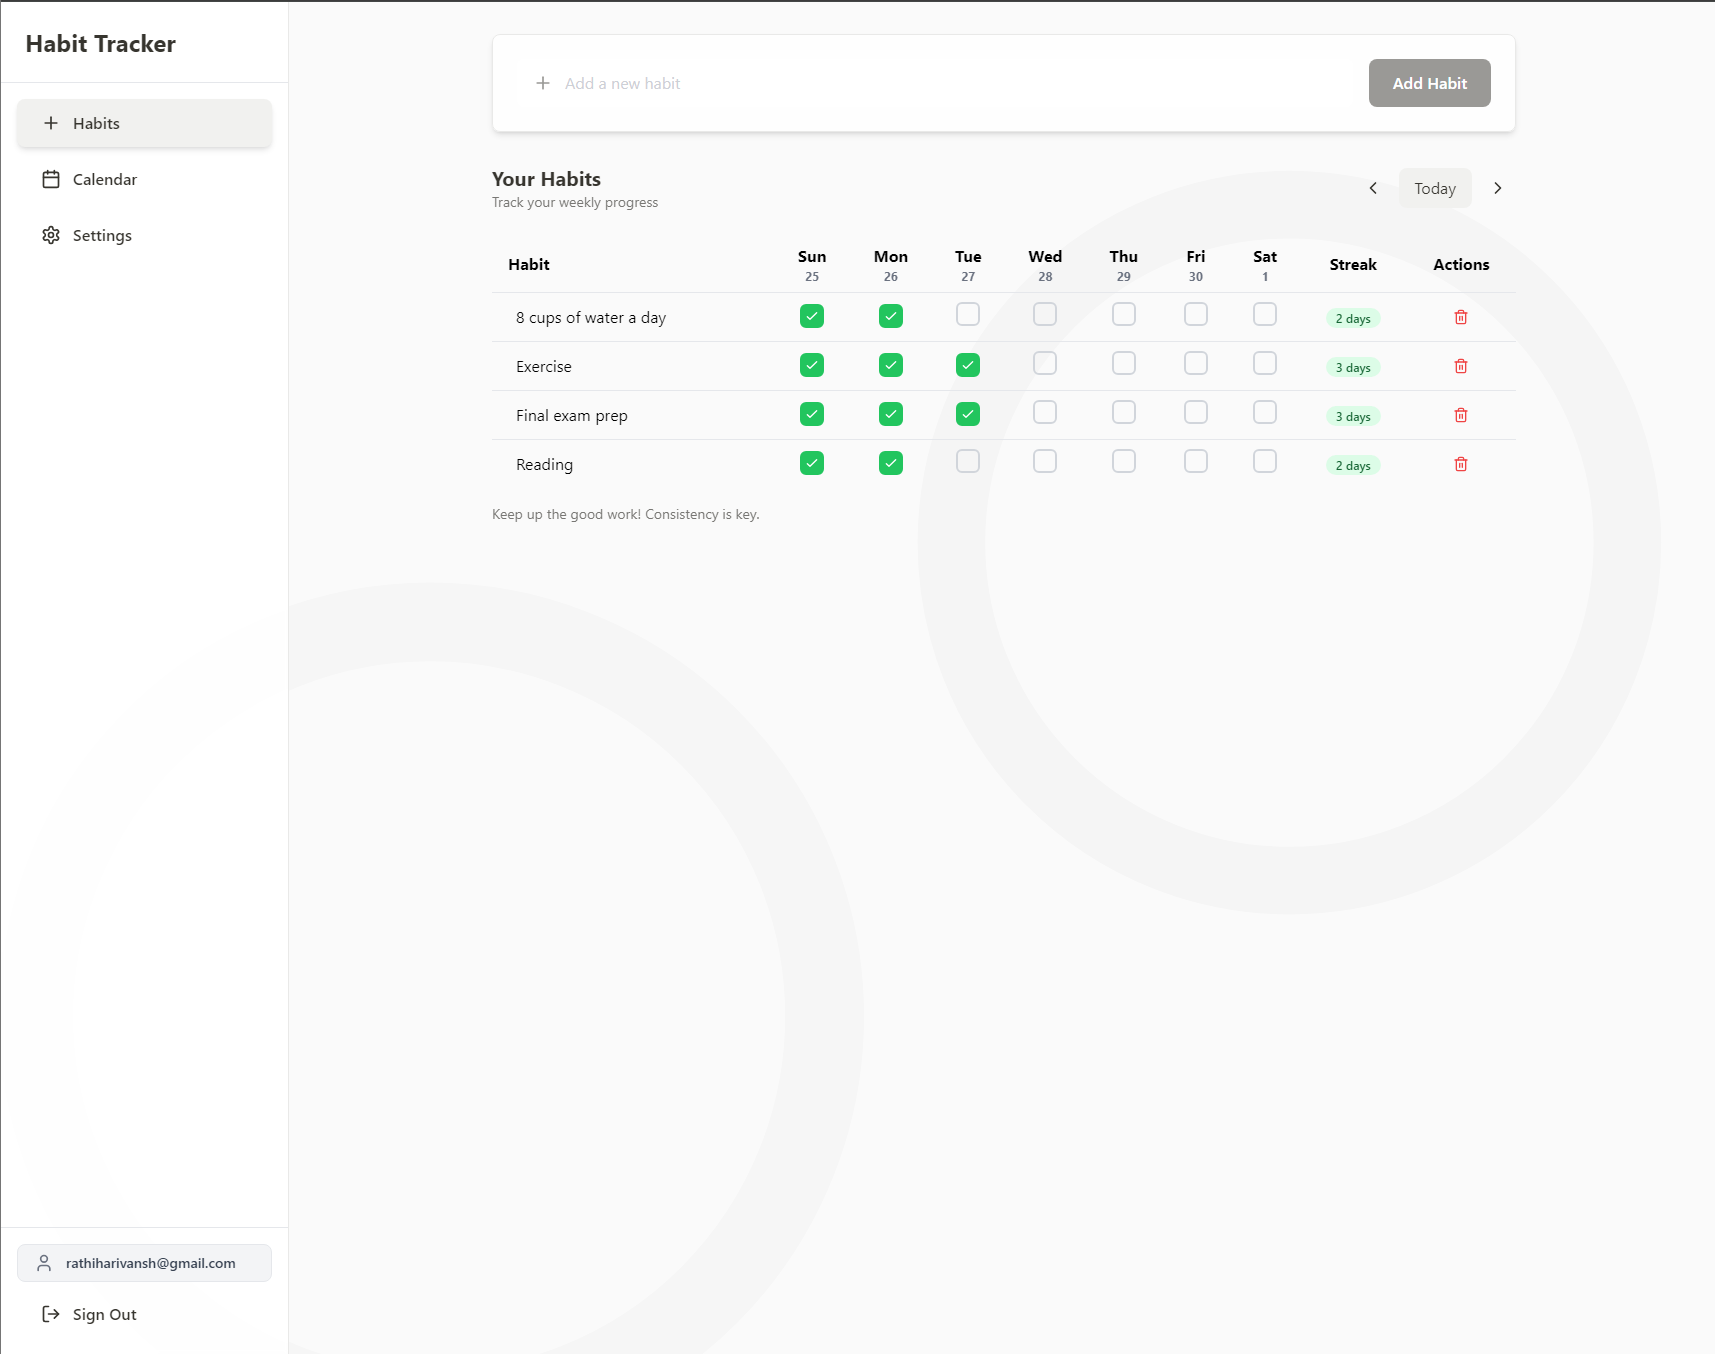 Habit Tracker
Habits
Calendar
Settings
rathiharivansh@gmail.com
Sign Out
Add a new habit
Add Habit
Your Habits
Track your weekly progress
Today
Habit Sun Mon Tue Wed Thu Fri Sat Streak Actions
25 26 27 28 29 30 1
8 cups of water a day 2 days
Exercise 3 days
Final exam prep 3 days
Reading 2 days
Keep up the good work! Consistency is key.